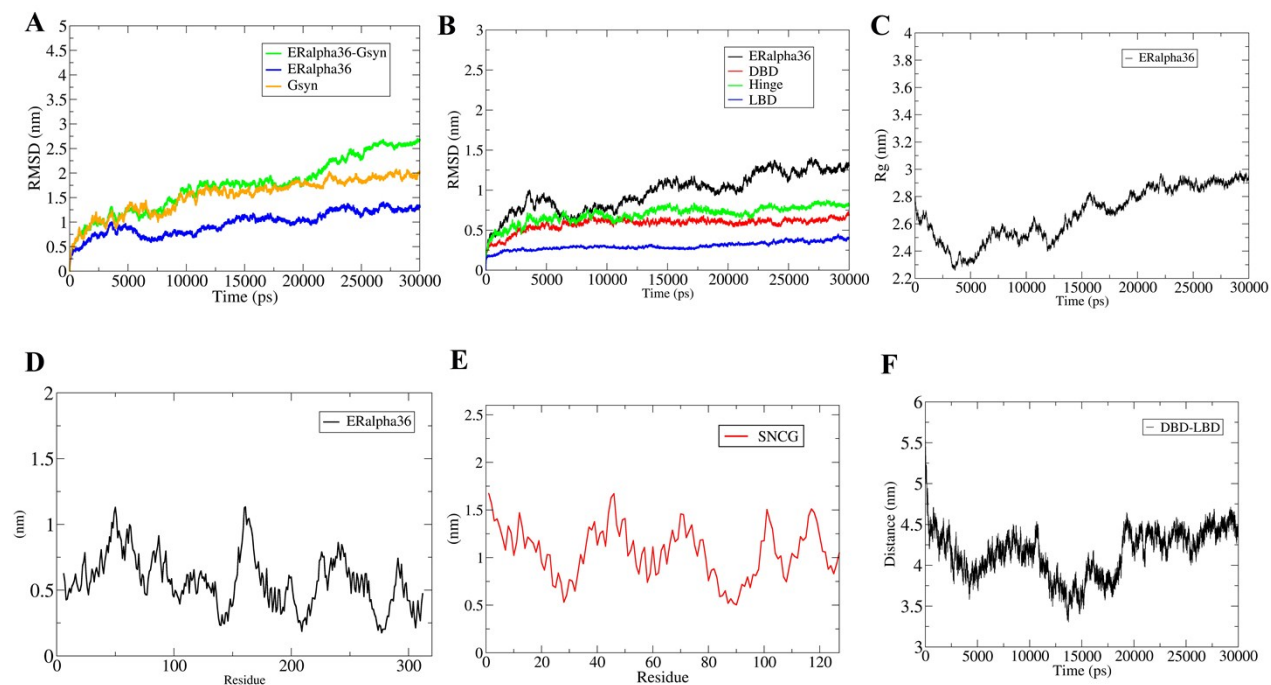 A
5
4.5
4
3.5
3
2.5
2
1.5
1
0.5
0
RMSD (nm)
ERalpha36-Gsyn
ERalpha36
Gsyn
0 5000 10000 15000 20000 25000 30000
Time (ps)
B
3
2.5
2
1.5
1
0.5
0
RMSD (nm)
ERalpha36
DBD
Hinge
LBD
0 5000 10000 15000 20000 25000 30000
Time (ps)
C
4
3.8
3.6
3.4
3.2
3
2.8
2.6
2.4
2.2
Rg (nm)
ERalpha36
0 5000 10000 15000 20000 25000 30000
Time (ps)
D
2
1.5
1
0.5
0
(nm)
ERalpha36
0 100 200 300
Residue
E
2.5
2
1.5
1
0.5
0
(nm)
SNCG
0 20 40 60 80 100 120
Residue
F
6
5.5
5
4.5
4
3.5
3
Distance (nm)
DBD-LBD
0 5000 10000 15000 20000 25000 30000
Time (ps)